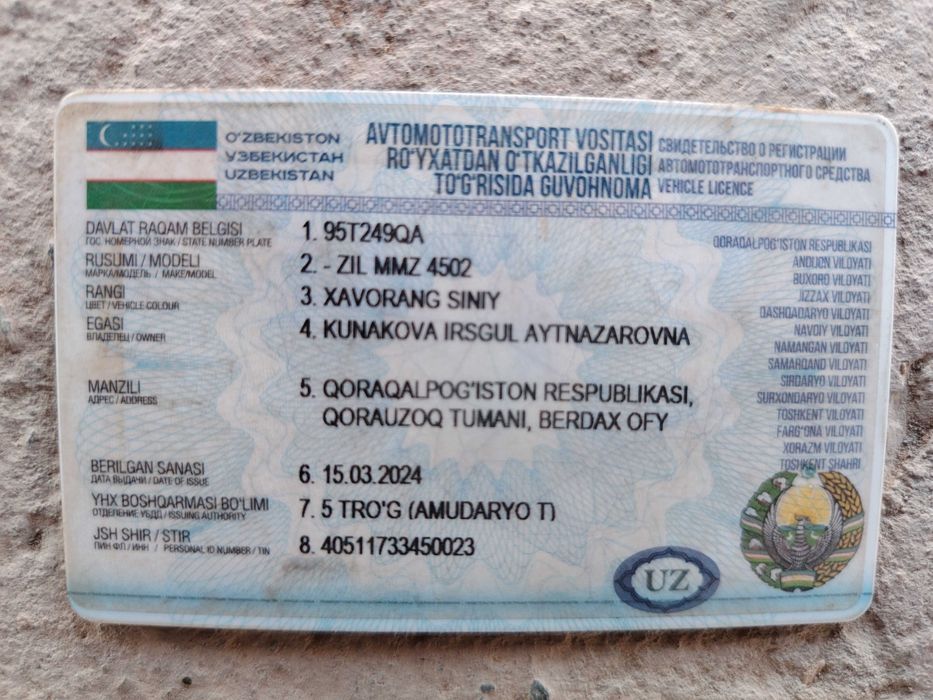 O'ZBEKISTON
ЎЗБЕКИСТАН
UZBEKISTAN
AVTOMOTOTRANSPORT VOSITASI
RO'YXATDAN O'TKAZILGANLIGI
TO'G'RISIDA GUVOHNOMA
СВИДЕТЕЛЬСТВО О РЕГИСТРАЦИИ
АВТОМОТОТРАНСПОРТНОГО СРЕДСТВА
VEHICLE LICENCE
DAVLAT RAQAM BELGISI
ГОС. НОМЕРНОЙ ЗНАК / STATE NUMBER PLATE
1. 95T249QA
RUSUMI / MODELI
МАРКА/МОДЕЛЬ / MAKE/MODEL
2. - ZIL MMZ 4502
RANGI
ЦВЕТ / VEHICLE COLOUR
3. XAVORANG SINIY
EGASI
ВЛАДЕЛЕЦ / OWNER
4. KUNAKOVA IRSGUL AYTNAZAROVNA
MANZILI
АДРЕС / ADDRESS
5. QORAQALPOG'ISTON RESPUBLIKASI,
QORAUZOQ TUMANI, BERDAX OFY
BERILGAN SANASI
ДАТА ВЫДАЧИ / DATE OF ISSUE
6. 15.03.2024
YHX BOSHQARMASI BO'LIMI
ОТДЕЛЕНИЕ УБДД / ISSUING AUTHORITY
7. 5 TRO'G (AMUDARYO T)
JSH SHIR / STIR
ПИН ФЛ / ИНН / PERSONAL ID NUMBER / TIN
8. 40511733450023
QORAQALPOG'ISTON RESPUBLIKASI
ANDIJON VILOYATI
BUXORO VILOYATI
JIZZAX VILOYATI
QASHQADARYO VILOYATI
NAVOIY VILOYATI
NAMANGAN VILOYATI
SAMARQAND VILOYATI
SIRDARYO VILOYATI
SURXONDARYO VILOYATI
TOSHKENT VILOYATI
FARG'ONA VILOYATI
XORAZM VILOYATI
TOSHKENT SHAHRI
UZ